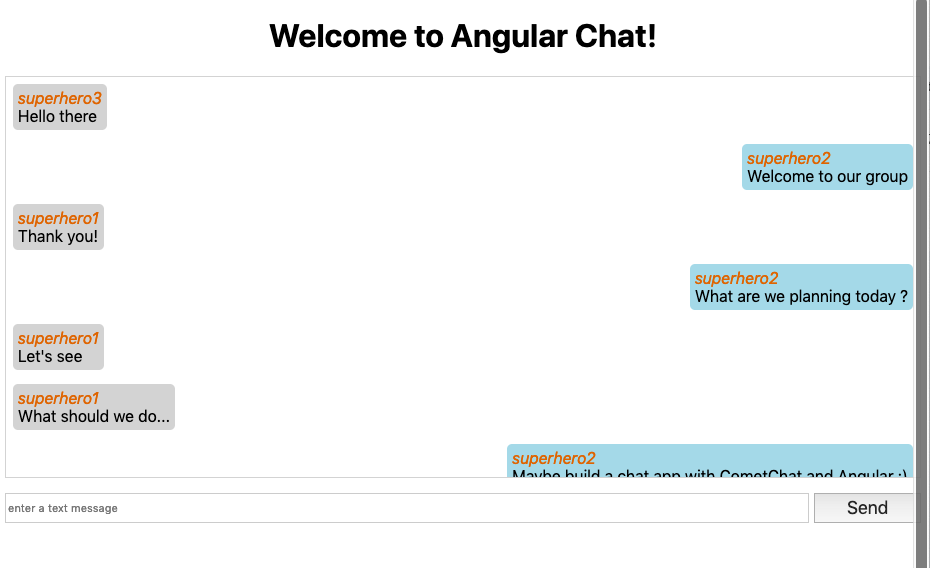 Welcome to Angular Chat!
superhero3
Hello there
superhero2
Welcome to our group
superhero1
Thank you!
superhero2
What are we planning today ?
superhero1
Let's see
superhero1
What should we do...
superhero2
Maybe build a chat app with CometChat and Angular :)
enter a text message
Send